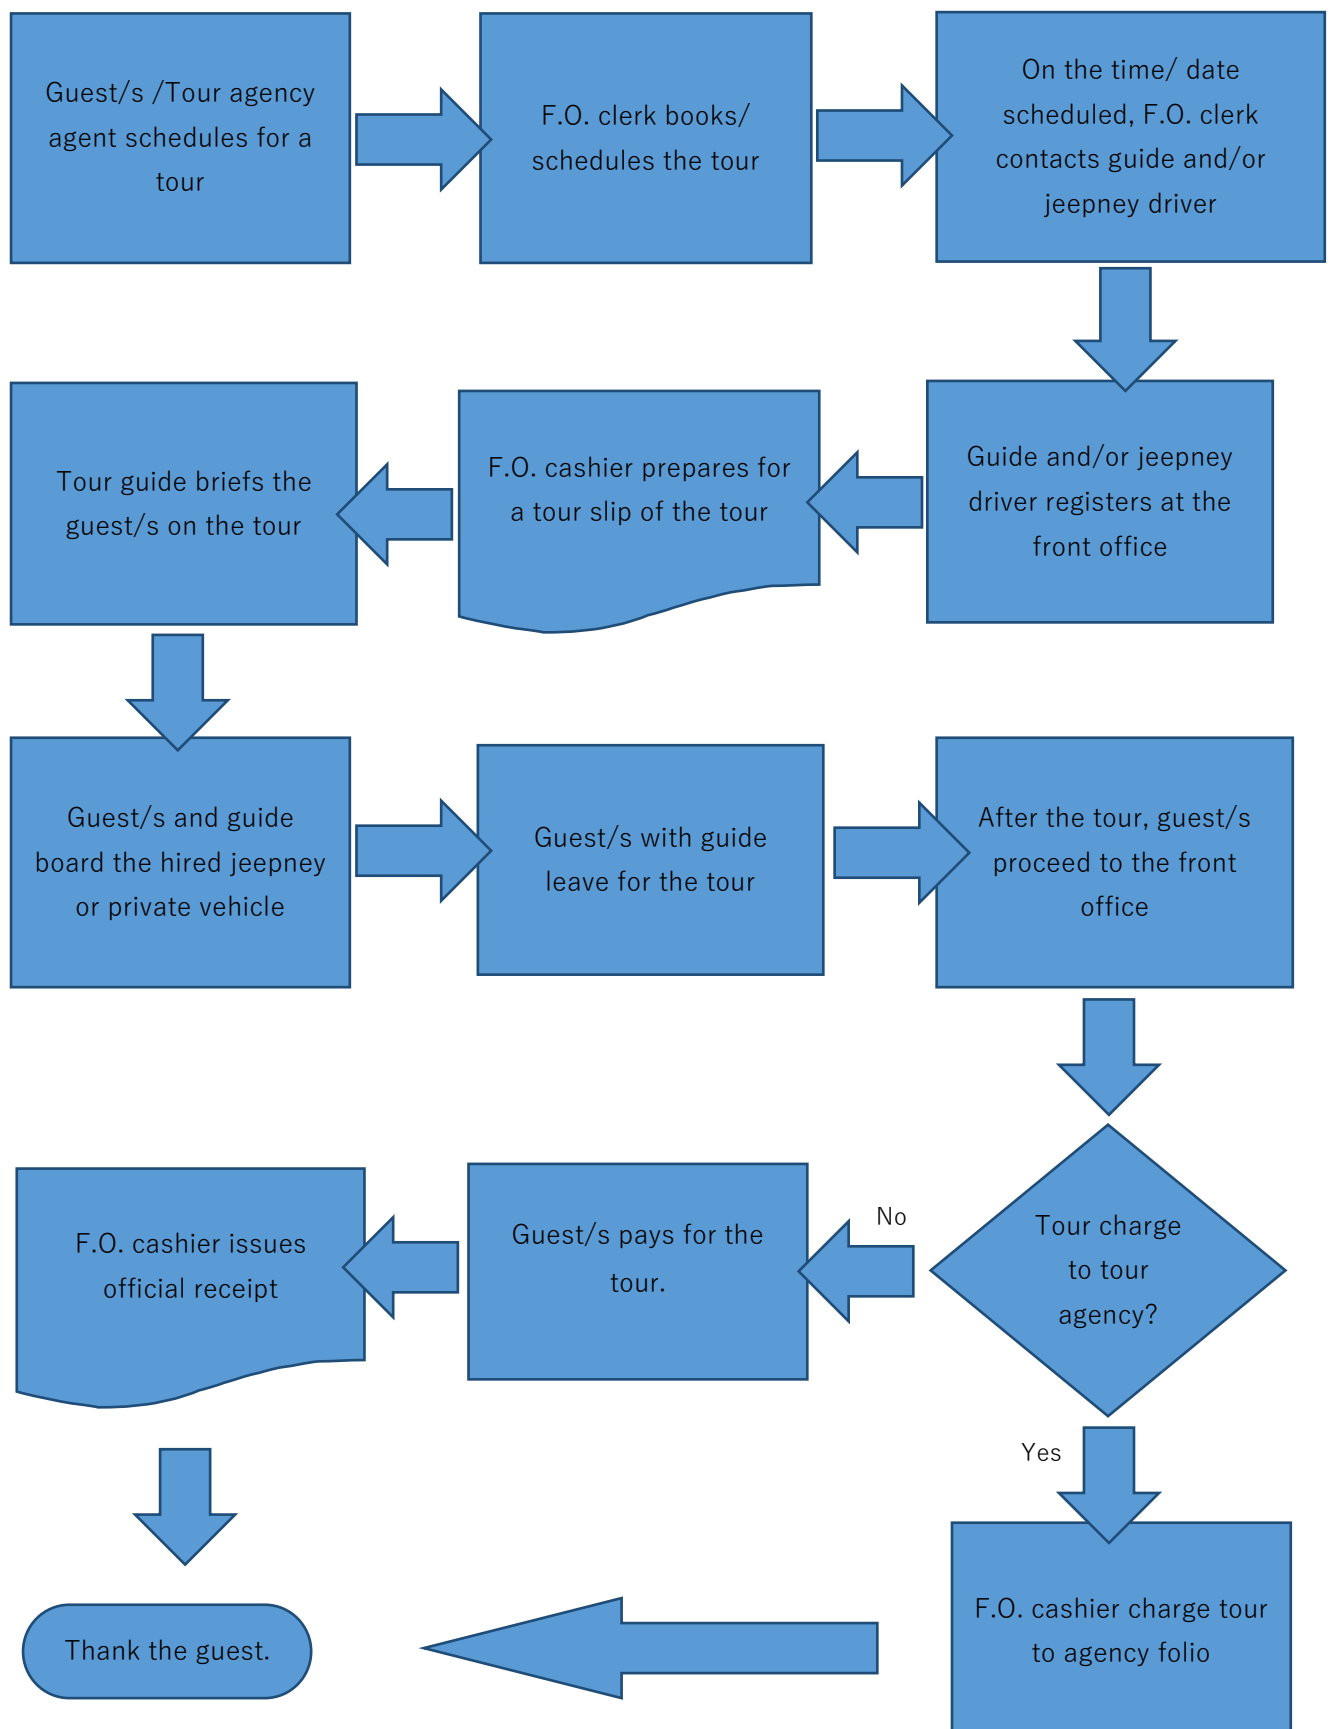 Guest/s /Tour agency
agent schedules for a
tour
F.O. clerk books/
schedules the tour
On the time/ date
scheduled, F.O. clerk
contacts guide and/or
jeepney driver
Guide and/or jeepney
driver registers at the
front office
F.O. cashier prepares for
a tour slip of the tour
Tour guide briefs the
guest/s on the tour
Guest/s and guide
board the hired jeepney
or private vehicle
Guest/s with guide
leave for the tour
After the tour, guest/s
proceed to the front
office
Tour charge
to tour
agency?
No
Guest/s pays for the
tour.
F.O. cashier issues
official receipt
Yes
F.O. cashier charge tour
to agency folio
Thank the guest.